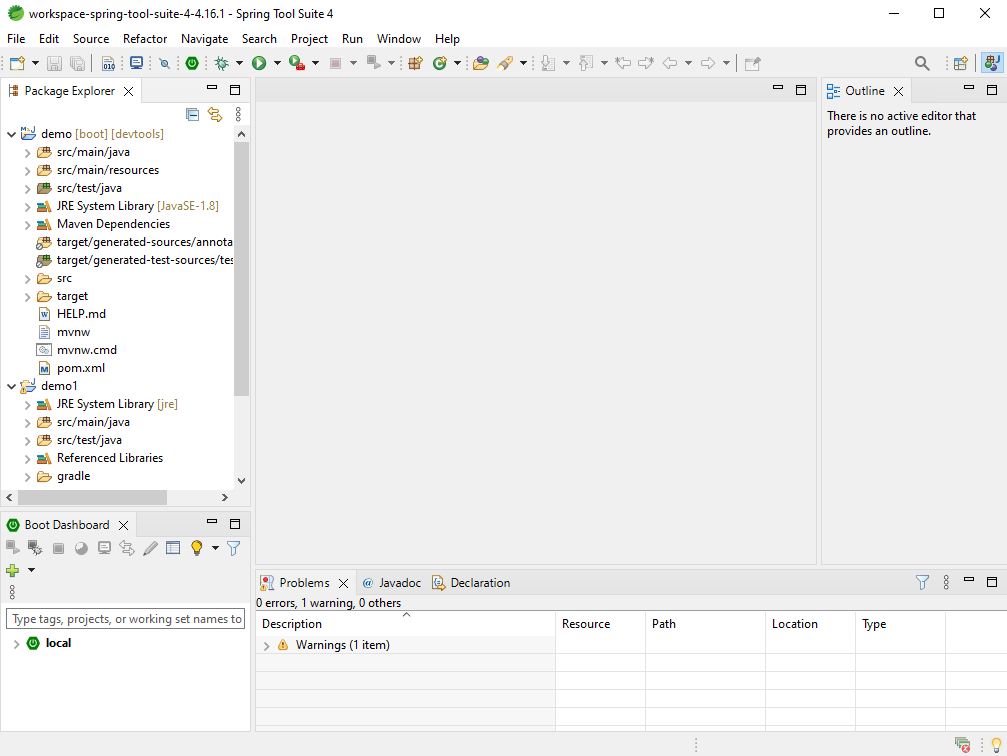 workspace-spring-tool-suite-4-4.16.1 - Spring Tool Suite 4
File Edit Source Refactor Navigate Search Project Run Window Help
010
Package Explorer
demo [boot] [devtools]
src/main/java
src/main/resources
src/test/java
JRE System Library [JavaSE-1.8]
Maven Dependencies
target/generated-sources/annota
target/generated-test-sources/tes
src
target
HELP.md
mvnw
mvnw.cmd
pom.xml
demo1
JRE System Library [jre]
src/main/java
src/test/java
Referenced Libraries
gradle
Outline
There is no active editor that
provides an outline.
Boot Dashboard
Type tags, projects, or working set names to
local
Problems @ Javadoc Declaration
0 errors, 1 warning, 0 others
Description Resource Path Location Type
Warnings (1 item)